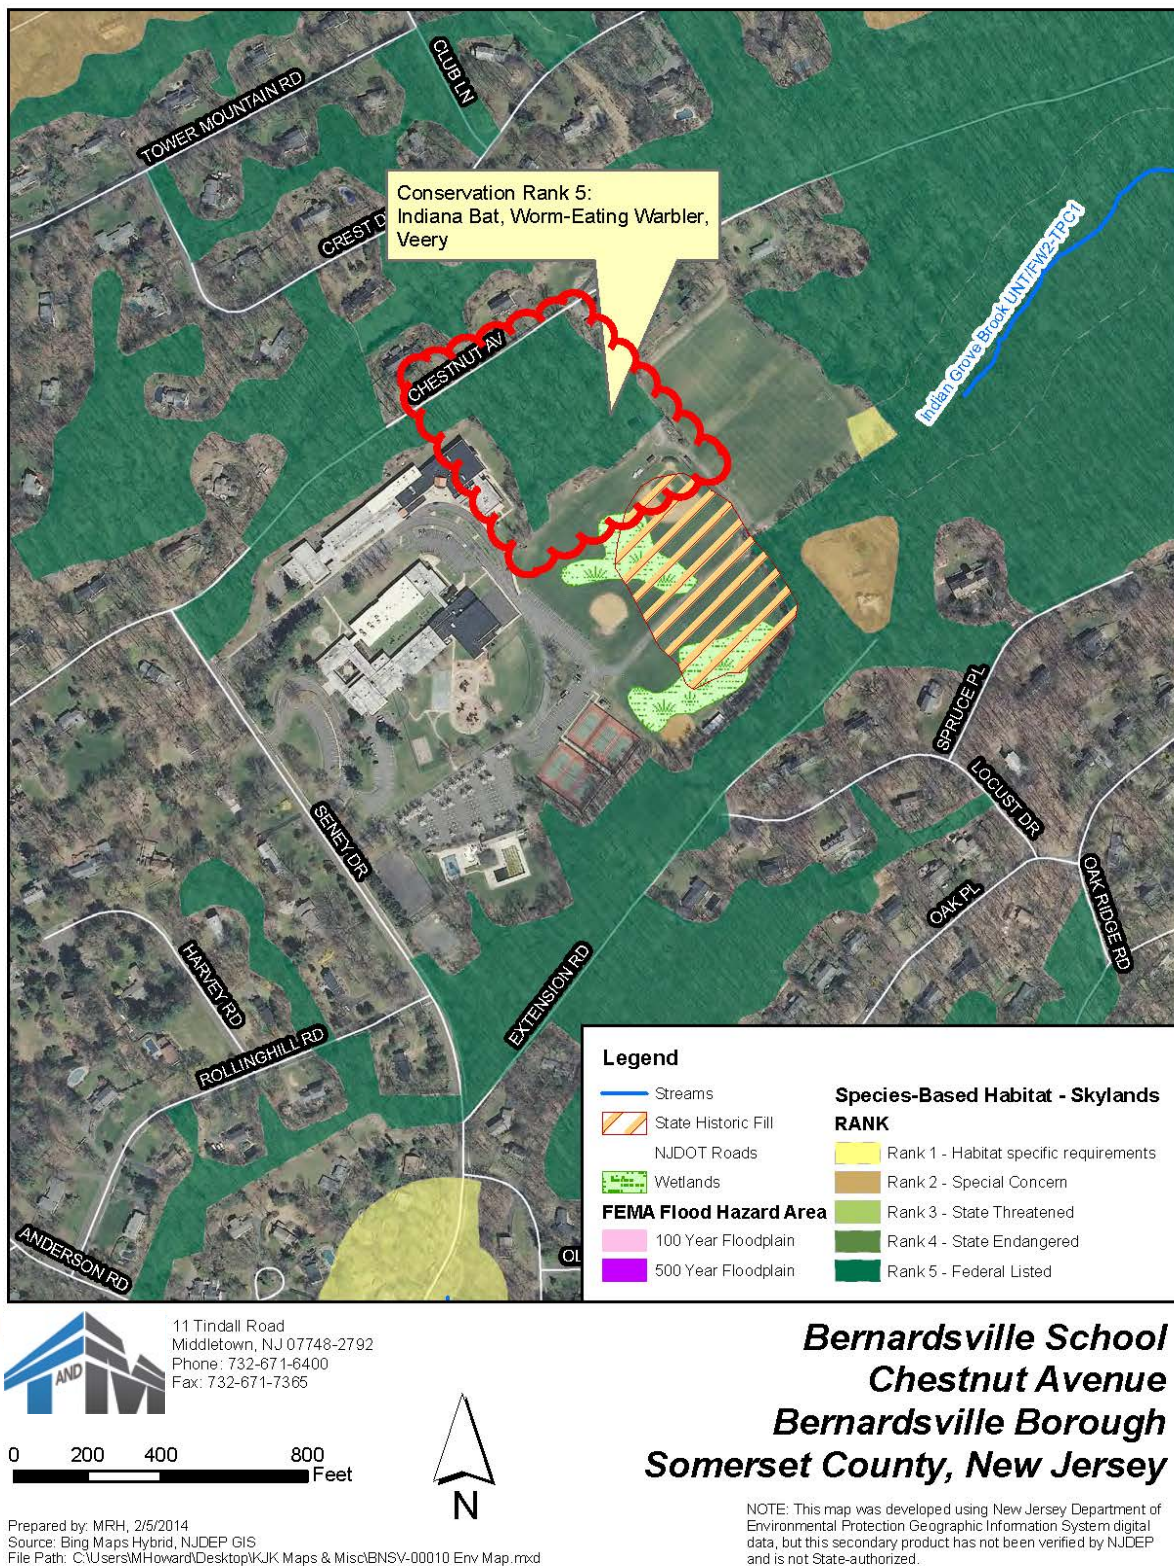 TOWER MOUNTAIN RD
CLUB LN
Conservation Rank 5:
Indiana Bat, Worm-Eating Warbler,
Veery
CREST D
CHESTNUT AV
Indian Grove Brook UNT/FW2-TPC1
SPRUCE PL
LOCUST DR
OAK PL
OAK RIDGE RD
SENEY DR
HARVEY RD
ROLLINGHILL RD
EXTENSION RD
ANDERSON RD
OL
Legend
Streams
State Historic Fill
NJDOT Roads
Wetlands
FEMA Flood Hazard Area
100 Year Floodplain
500 Year Floodplain
Species-Based Habitat - Skylands
RANK
Rank 1 - Habitat specific requirements
Rank 2 - Special Concern
Rank 3 - State Threatened
Rank 4 - State Endangered
Rank 5 - Federal Listed
T AND M
11 Tindall Road
Middletown, NJ 07748-2792
Phone: 732-671-6400
Fax: 732-671-7365
0 200 400 800
Feet
N
Bernardsville School
Chestnut Avenue
Bernardsville Borough
Somerset County, New Jersey
Prepared by: MRH, 2/5/2014
Source: Bing Maps Hybrid, NJDEP GIS
File Path: C:\Users\MHoward\Desktop\KJK Maps & Misc\BNSV-00010 Env Map.mxd
NOTE: This map was developed using New Jersey Department of
Environmental Protection Geographic Information System digital
data, but this secondary product has not been verified by NJDEP
and is not State-authorized.